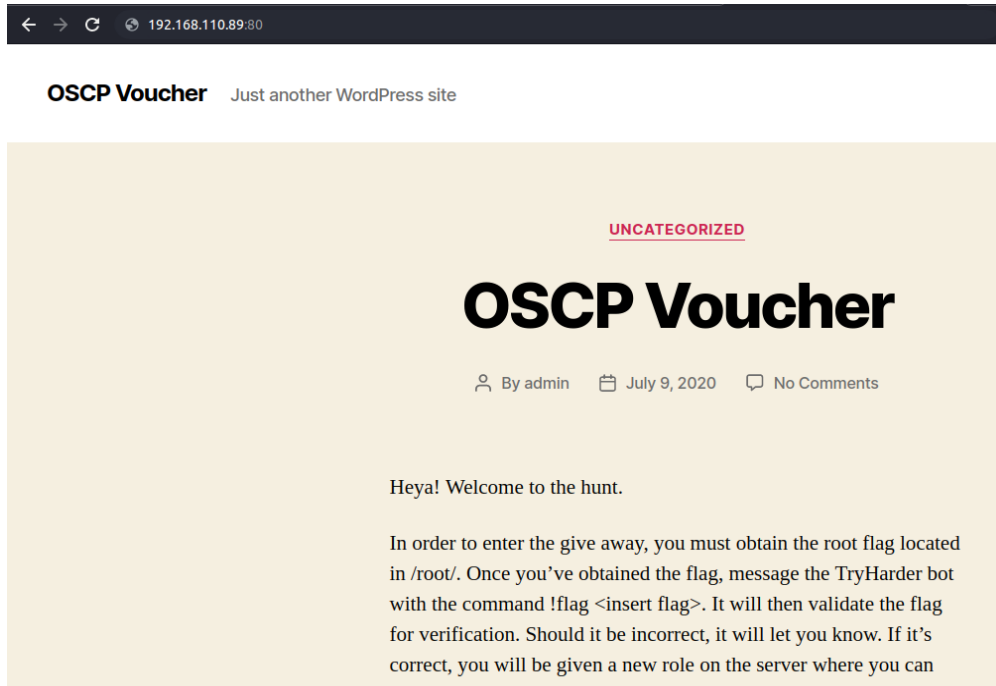 192.168.110.89:80
OSCP Voucher Just another WordPress site
UNCATEGORIZED
OSCP Voucher
By admin July 9, 2020 No Comments
Heya! Welcome to the hunt.
In order to enter the give away, you must obtain the root flag located
in /root/. Once you’ve obtained the flag, message the TryHarder bot
with the command !flag <insert flag>. It will then validate the flag
for verification. Should it be incorrect, it will let you know. If it’s
correct, you will be given a new role on the server where you can